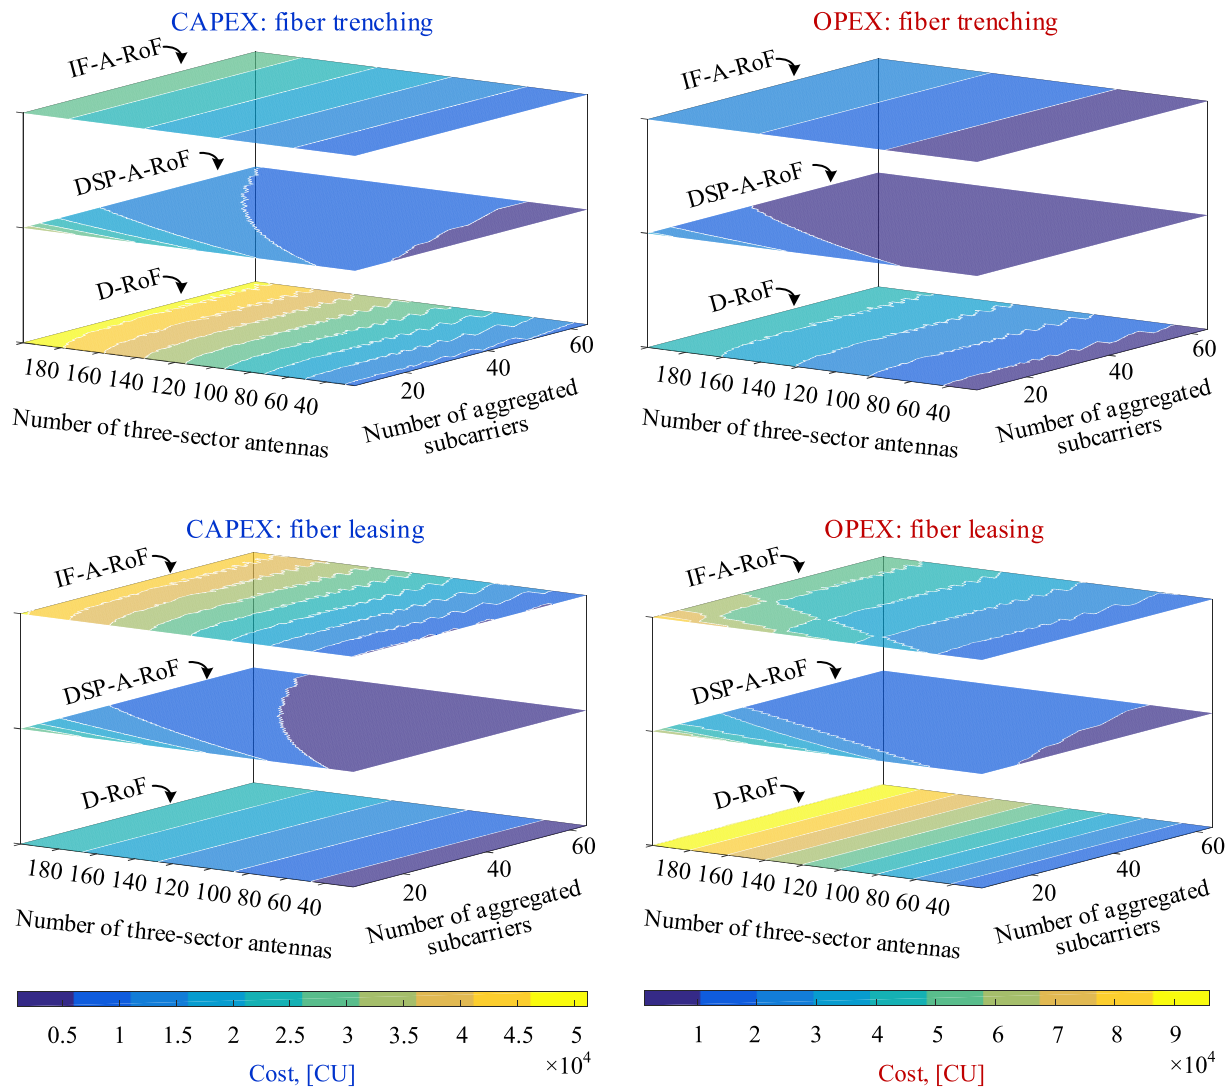 CAPEX: fiber trenching
IF-A-RoF
DSP-A-RoF
D-RoF
180 160 140 120 100 80 60 40
20 40 60
Number of three-sector antennas
Number of aggregated
subcarriers
OPEX: fiber trenching
IF-A-RoF
DSP-A-RoF
D-RoF
180 160 140 120 100 80 60 40
20 40 60
Number of three-sector antennas
Number of aggregated
subcarriers
CAPEX: fiber leasing
IF-A-RoF
DSP-A-RoF
D-RoF
180 160 140 120 100 80 60 40
20 40 60
Number of three-sector antennas
Number of aggregated
subcarriers
OPEX: fiber leasing
IF-A-RoF
DSP-A-RoF
D-RoF
180 160 140 120 100 80 60 40
20 40 60
Number of three-sector antennas
Number of aggregated
subcarriers
0.5 1 1.5 2 2.5 3 3.5 4 4.5 5
×10⁴
Cost, [CU]
1 2 3 4 5 6 7 8 9
×10⁴
Cost, [CU]